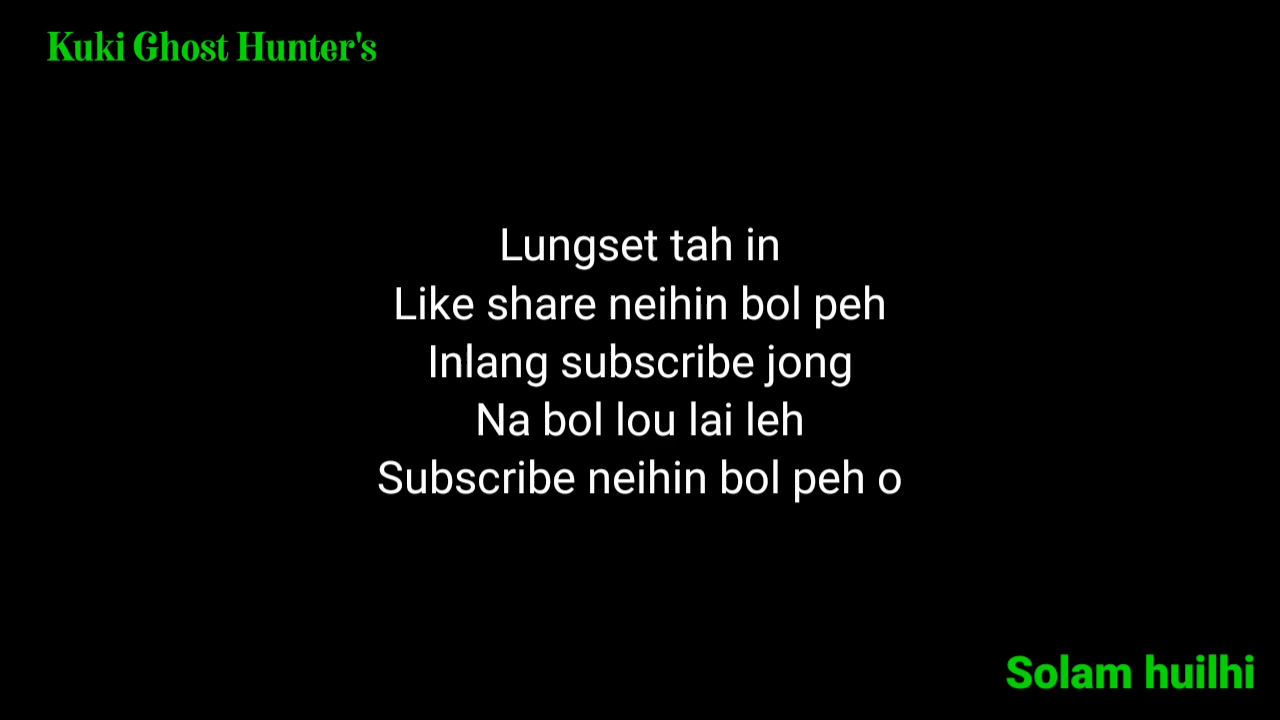 Kuki Ghost Hunter's
Lungset tah in
Like share neihin bol peh
Inlang subscribe jong
Na bol lou lai leh
Subscribe neihin bol peh o
Solam huilhi